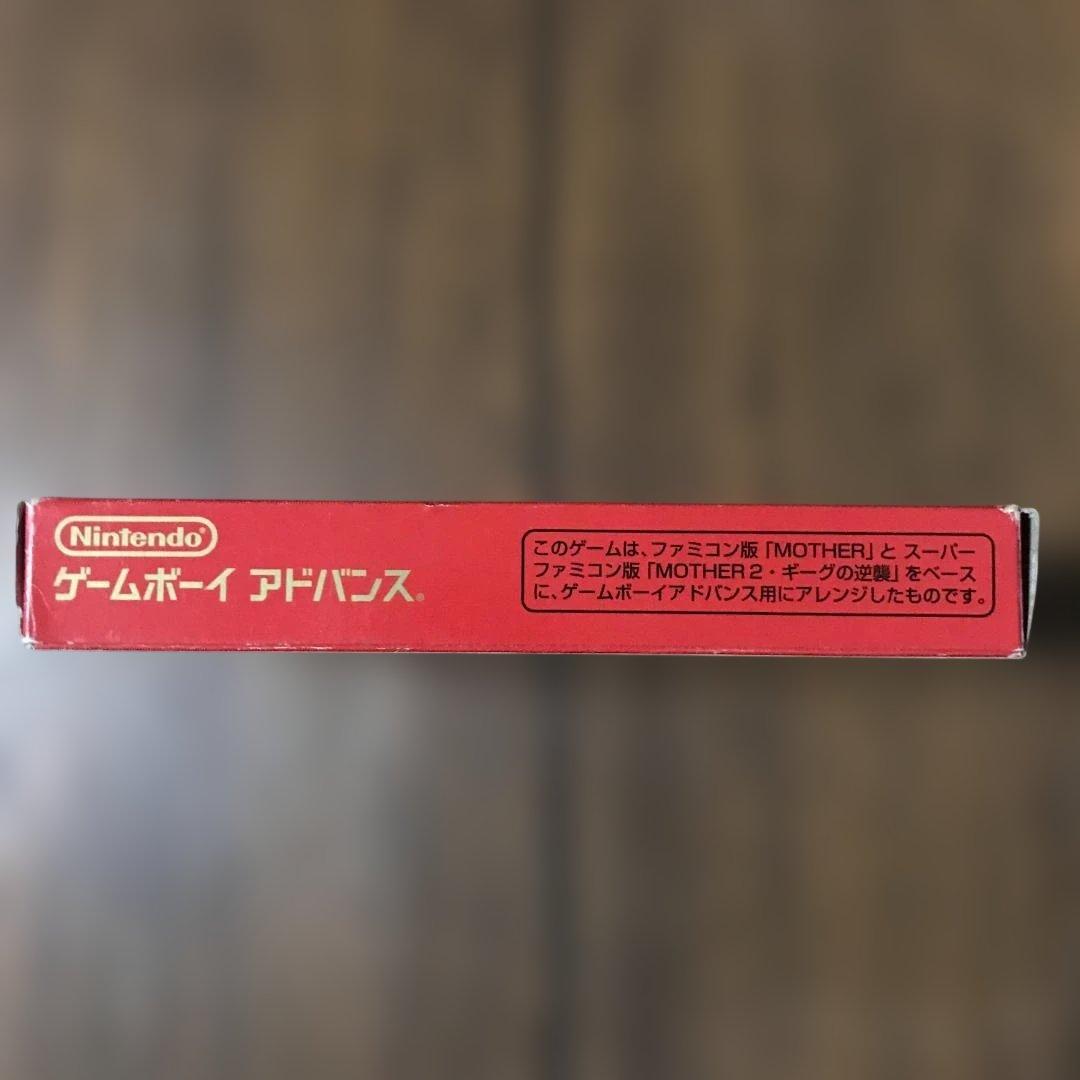 Nintendo®
ゲームボーイ アドバンス®
このゲームは、ファミコン版「MOTHER」と スーパー
ファミコン版「MOTHER 2・ギーグの逆襲」をベース
に、ゲームボーイアドバンス用にアレンジしたものです。